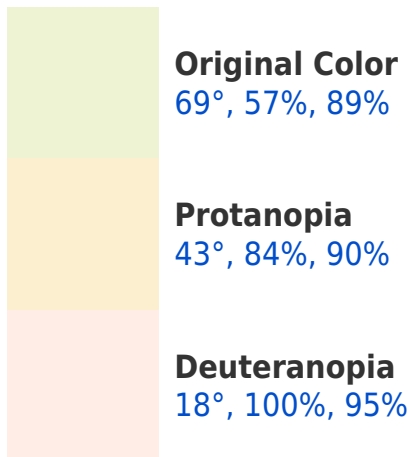 Original Color
69°, 57%, 89%
Protanopia
43°, 84%, 90%
Deuteranopia
18°, 100%, 95%